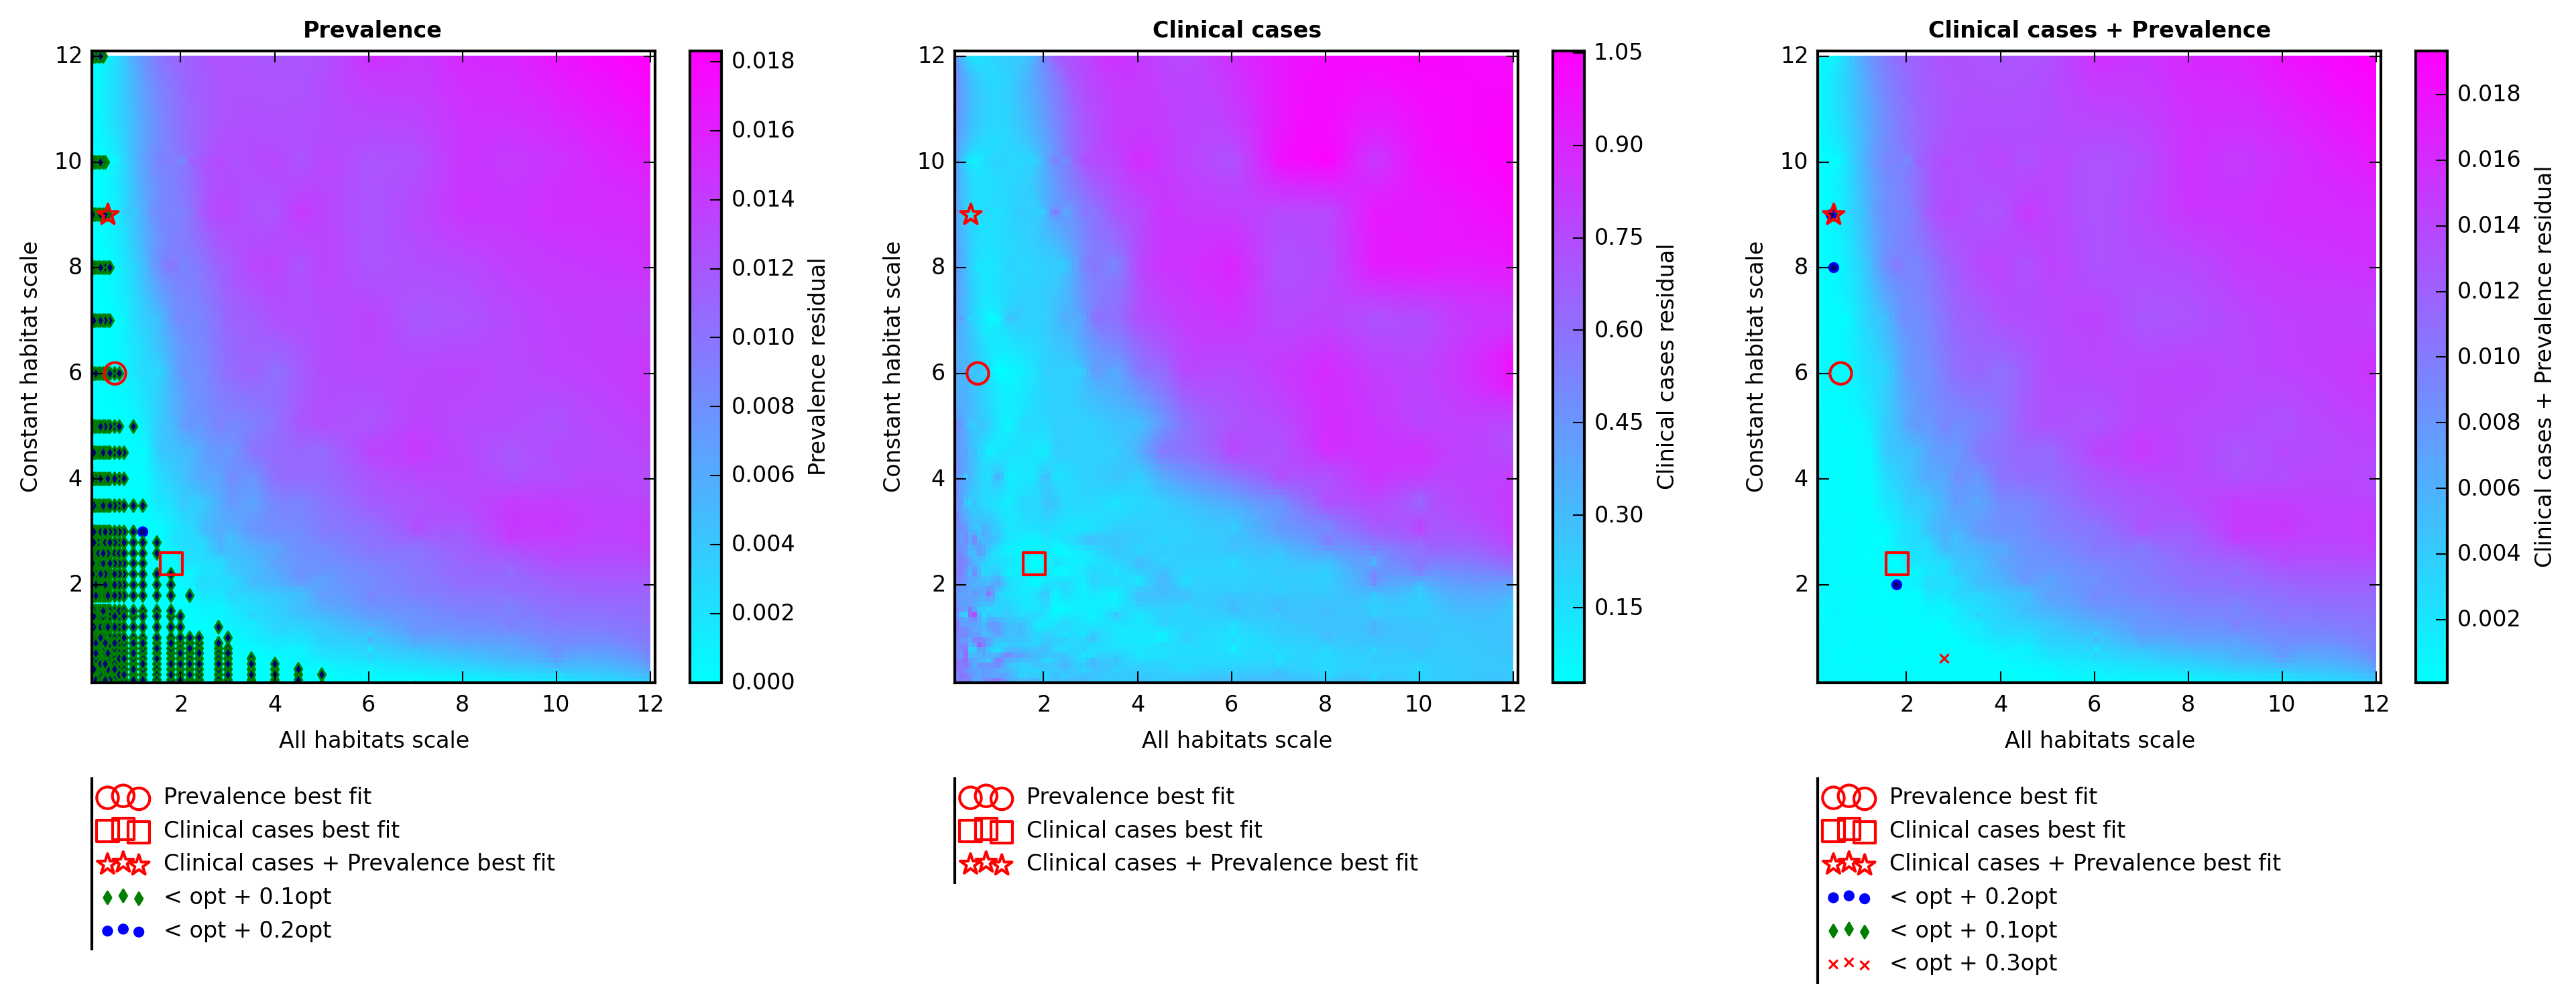 Prevalence
12
10
8
6
4
2
2 4 6 8 10 12
Constant habitat scale
All habitats scale
0.018
0.016
0.014
0.012
0.010
0.008
0.006
0.004
0.002
0.000
Prevalence residual
Prevalence best fit
Clinical cases best fit
Clinical cases + Prevalence best fit
< opt + 0.1opt
< opt + 0.2opt
Clinical cases
12
10
8
6
4
2
2 4 6 8 10 12
Constant habitat scale
All habitats scale
1.05
0.90
0.75
0.60
0.45
0.30
0.15
Clinical cases residual
Prevalence best fit
Clinical cases best fit
Clinical cases + Prevalence best fit
Clinical cases + Prevalence
12
10
8
6
4
2
2 4 6 8 10 12
Constant habitat scale
All habitats scale
0.018
0.016
0.014
0.012
0.010
0.008
0.006
0.004
0.002
Clinical cases + Prevalence residual
Prevalence best fit
Clinical cases best fit
Clinical cases + Prevalence best fit
< opt + 0.2opt
< opt + 0.1opt
< opt + 0.3opt